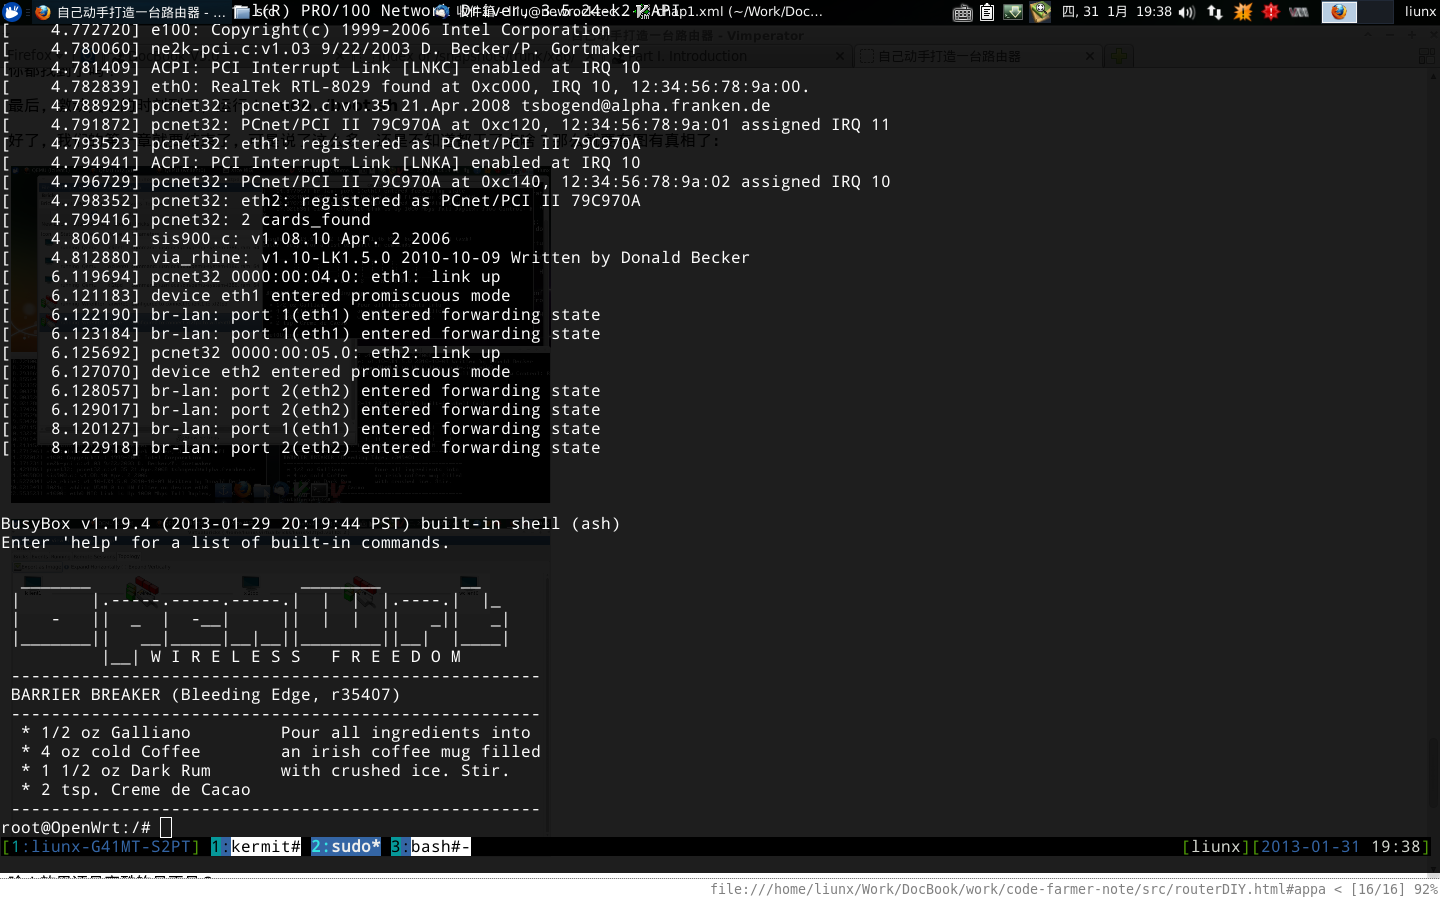 自己动手打造一台路由器 - ... 四, 31 1月 19:38 liunx
l(R) PRO/100 Network Driver, 3.5.24-k2-NAPI
[    4.772720] e100: Copyright(c) 1999-2006 Intel Corporation
[    4.780060] ne2k-pci.c:v1.03 9/22/2003 D. Becker/P. Gortmaker
[    4.781409] ACPI: PCI Interrupt Link [LNKC] enabled at IRQ 10
[    4.782839] eth0: RealTek RTL-8029 found at 0xc000, IRQ 10, 12:34:56:78:9a:00.
[    4.788929] pcnet32: pcnet32.c:v1.35 21.Apr.2008 tsbogend@alpha.franken.de
[    4.791872] pcnet32: PCnet/PCI II 79C970A at 0xc120, 12:34:56:78:9a:01 assigned IRQ 11
[    4.793523] pcnet32: eth1: registered as PCnet/PCI II 79C970A
[    4.794941] ACPI: PCI Interrupt Link [LNKA] enabled at IRQ 10
[    4.796729] pcnet32: PCnet/PCI II 79C970A at 0xc140, 12:34:56:78:9a:02 assigned IRQ 10
[    4.798352] pcnet32: eth2: registered as PCnet/PCI II 79C970A
[    4.799416] pcnet32: 2 cards_found
[    4.806014] sis900.c: v1.08.10 Apr. 2 2006
[    4.812880] via_rhine: v1.10-LK1.5.0 2010-10-09 Written by Donald Becker
[    6.119694] pcnet32 0000:00:04.0: eth1: link up
[    6.121183] device eth1 entered promiscuous mode
[    6.122190] br-lan: port 1(eth1) entered forwarding state
[    6.123184] br-lan: port 1(eth1) entered forwarding state
[    6.125692] pcnet32 0000:00:05.0: eth2: link up
[    6.127070] device eth2 entered promiscuous mode
[    6.128057] br-lan: port 2(eth2) entered forwarding state
[    6.129017] br-lan: port 2(eth2) entered forwarding state
[    8.120127] br-lan: port 1(eth1) entered forwarding state
[    8.122918] br-lan: port 2(eth2) entered forwarding state
BusyBox v1.19.4 (2013-01-29 20:19:44 PST) built-in shell (ash)
Enter 'help' for a list of built-in commands.
OpenWrt
W I R E L E S S   F R E E D O M
BARRIER BREAKER (Bleeding Edge, r35407)
* 1/2 oz Galliano         Pour all ingredients into
* 4 oz cold Coffee        an irish coffee mug filled
* 1 1/2 oz Dark Rum       with crushed ice. Stir.
* 2 tsp. Creme de Cacao
root@OpenWrt:/#
[1:liunx-G41MT-S2PT] 1:kermit# 2:sudo* 3:bash#- [liunx][2013-01-31 19:38]
file:///home/liunx/Work/DocBook/work/code-farmer-note/src/routerDIY.html#appa < [16/16] 92%